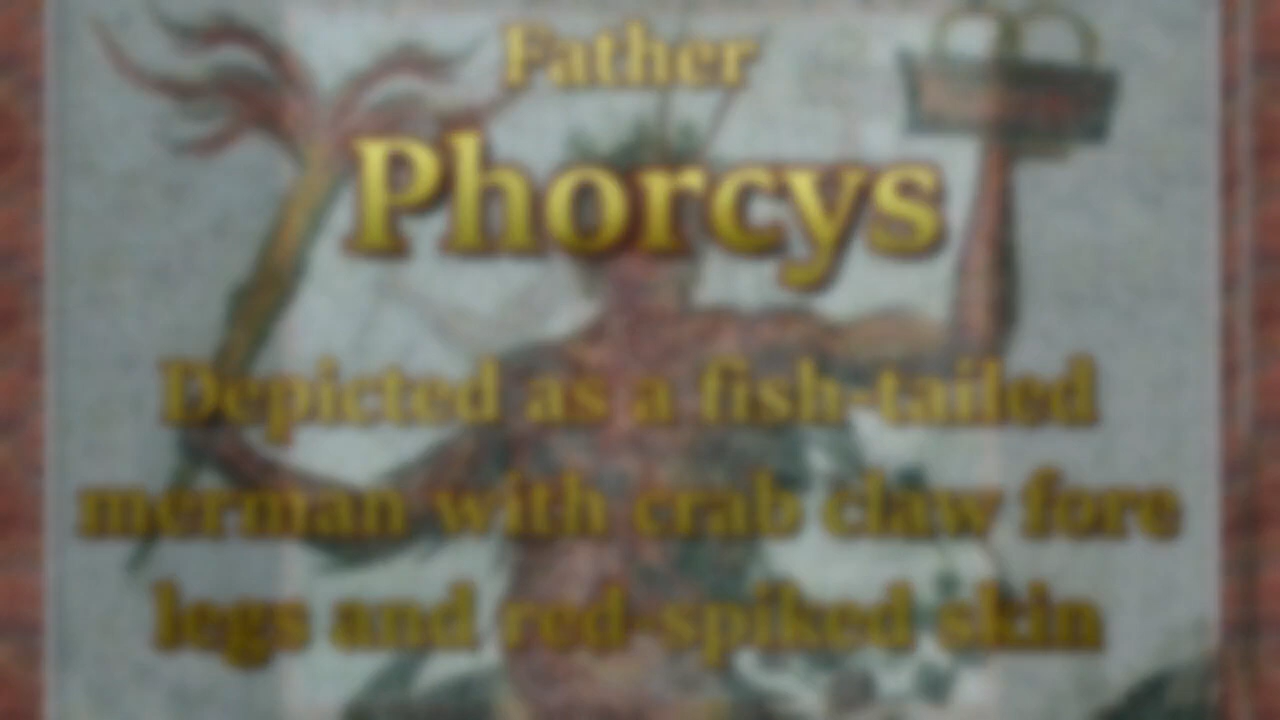 Father
Phorcys
Depicted as a fish-tailed
merman with crab claw fore
legs and red-spiked skin